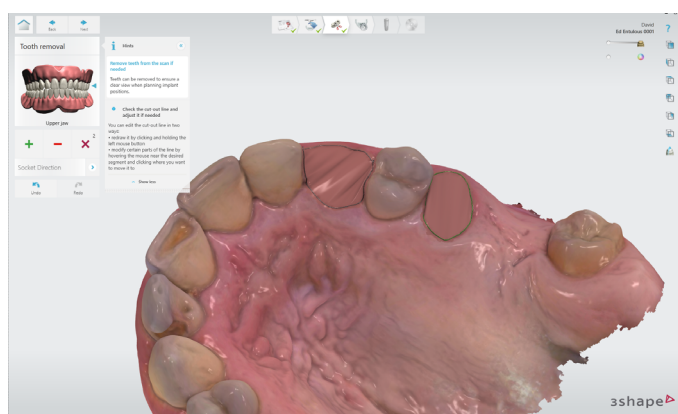 Back
Next
David
Ed Entulous 0001
?
Tooth removal
i Hints
Remove teeth from the scan if
needed
Teeth can be removed to ensure a
clear view when planning implant
positions.
Check the cut-out line and
adjust it if needed
You can edit the cut-out line in two
ways:
• redraw it by clicking and holding the
left mouse button
• modify certain parts of the line by
hovering the mouse near the desired
segment and clicking where you want
to move it to
Show less
Upper jaw
2
Socket Direction
Undo
Redo
3shape